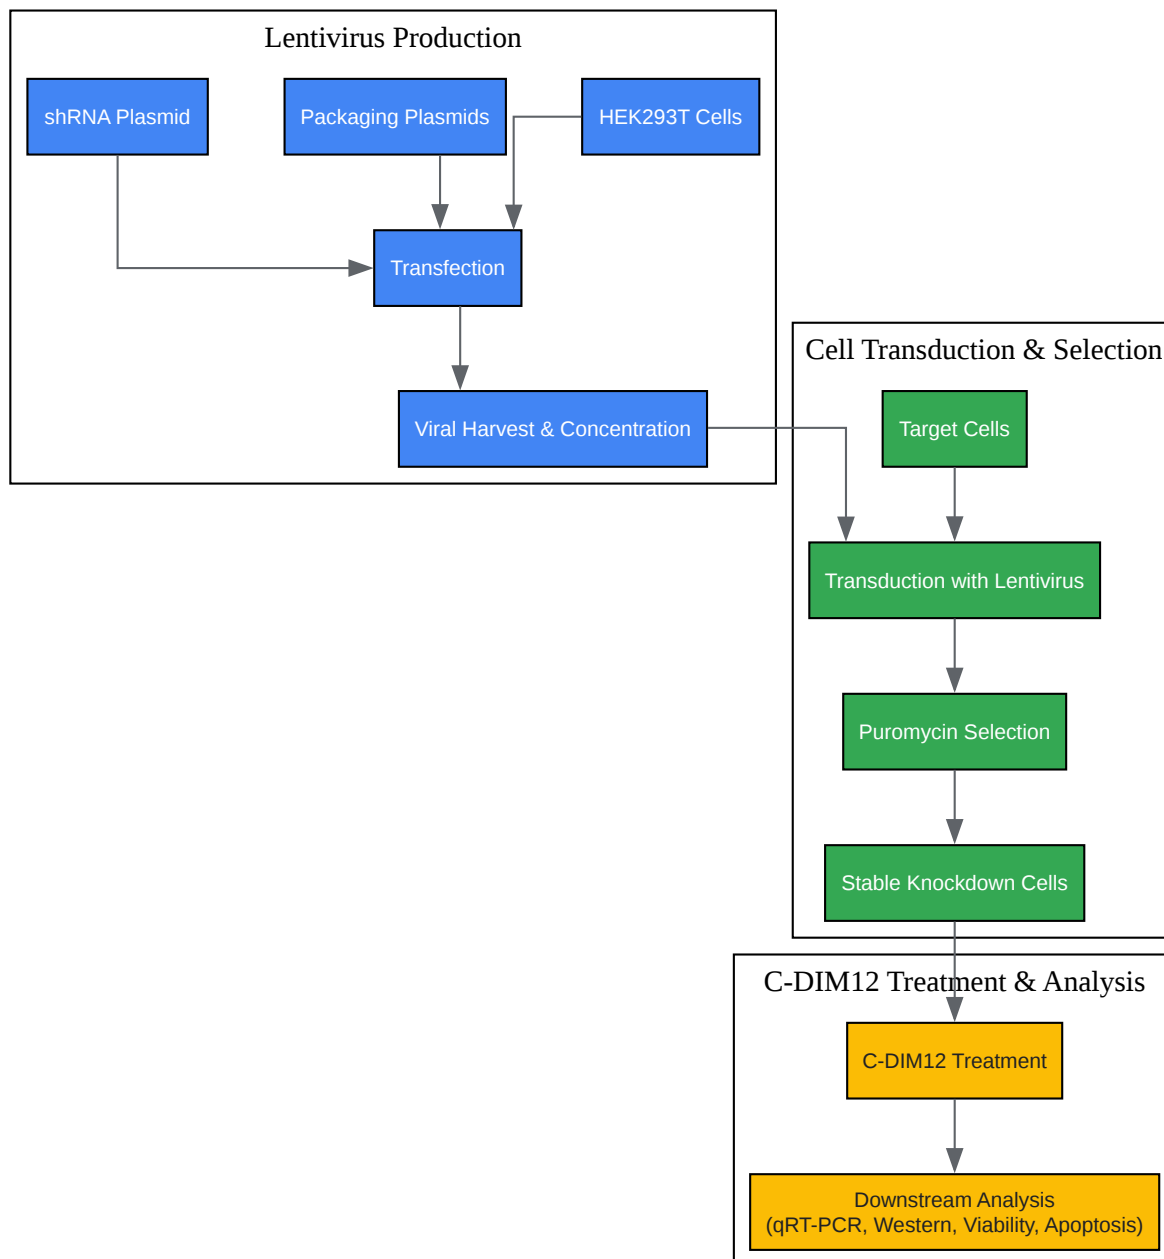 Lentivirus Production
shRNA Plasmid
Packaging Plasmids
HEK293T Cells
Transfection
Viral Harvest & Concentration
Cell Transduction & Selection
Target Cells
Transduction with Lentivirus
Puromycin Selection
Stable Knockdown Cells
C-DIM12 Treatment & Analysis
C-DIM12 Treatment
Downstream Analysis
(qRT-PCR, Western, Viability, Apoptosis)